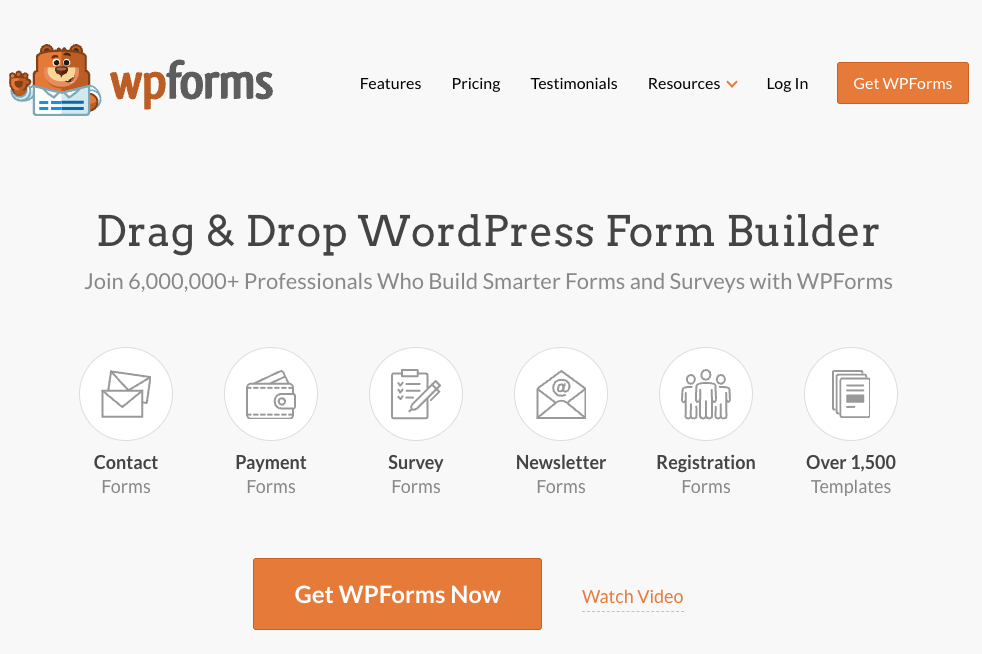 wpforms
Features Pricing Testimonials Resources Log In Get WPForms
Drag & Drop WordPress Form Builder
Join 6,000,000+ Professionals Who Build Smarter Forms and Surveys with WPForms
Contact Forms
Payment Forms
Survey Forms
Newsletter Forms
Registration Forms
Over 1,500 Templates
Get WPForms Now
Watch Video